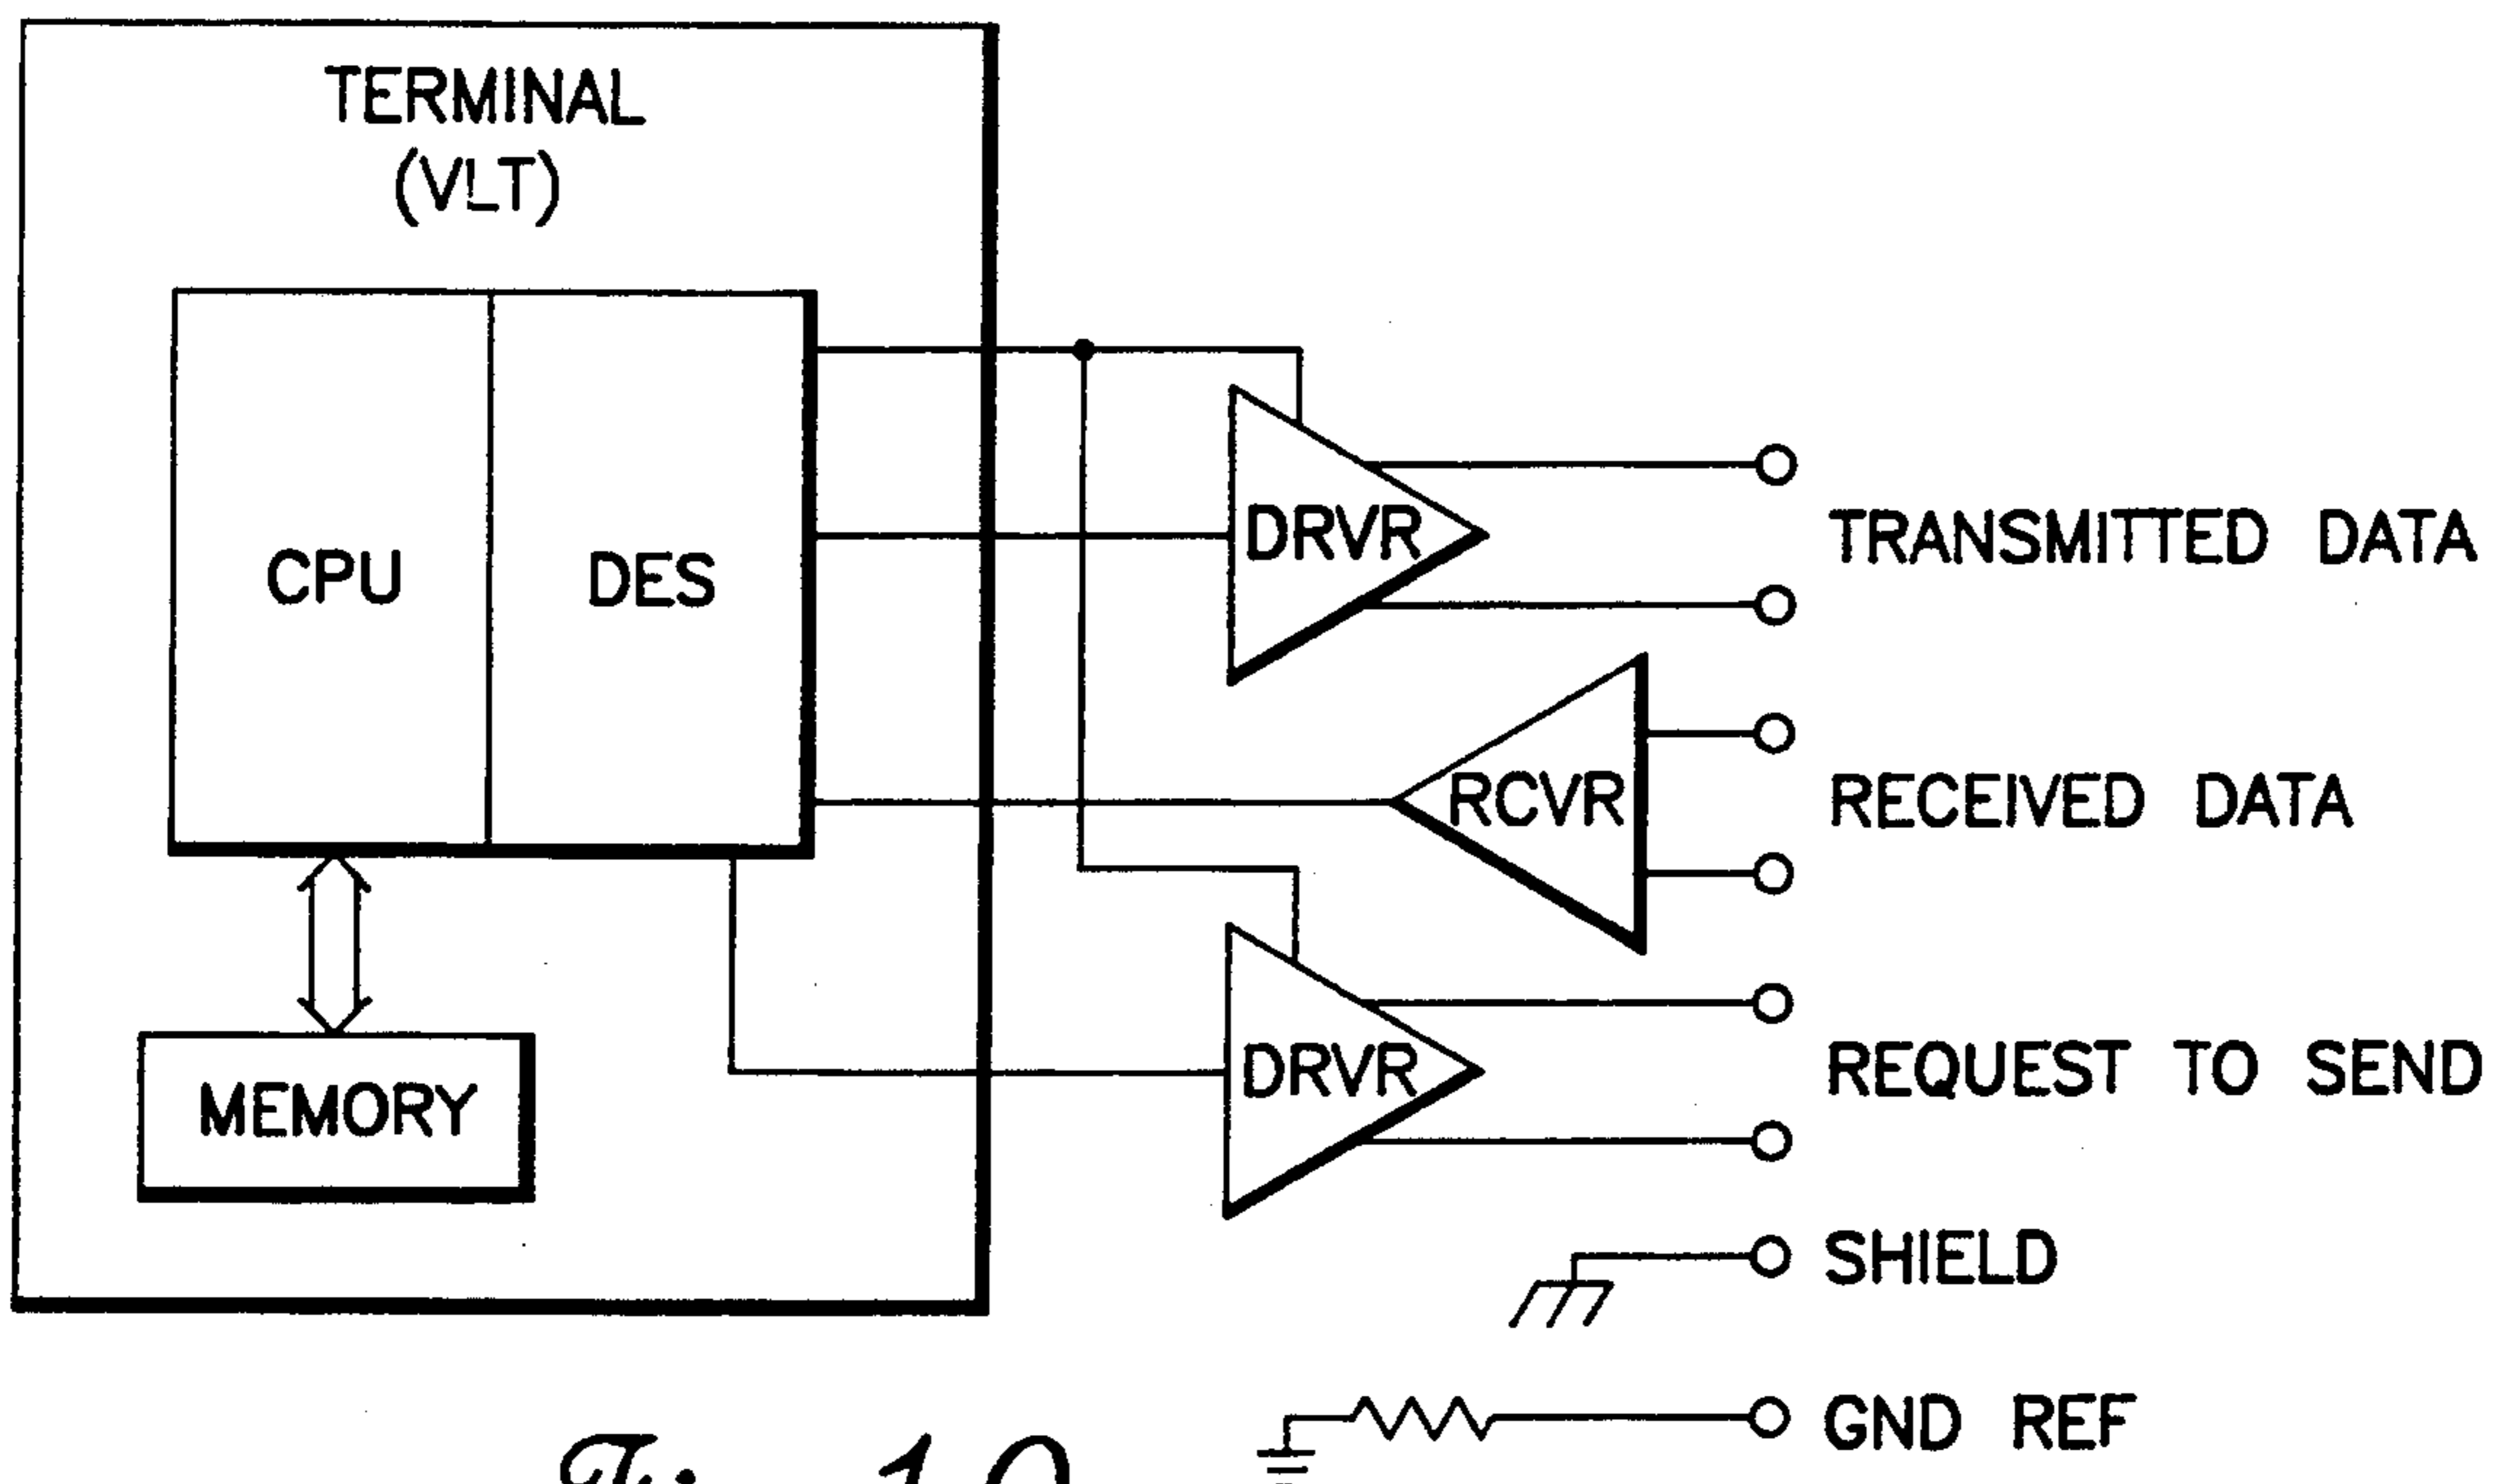 TERMINAL
(VLT)
CPU
DES
MEMORY
DRVR
TRANSMITTED DATA
RCVR
RECEIVED DATA
DRVR
REQUEST TO SEND
SHIELD
GND REF